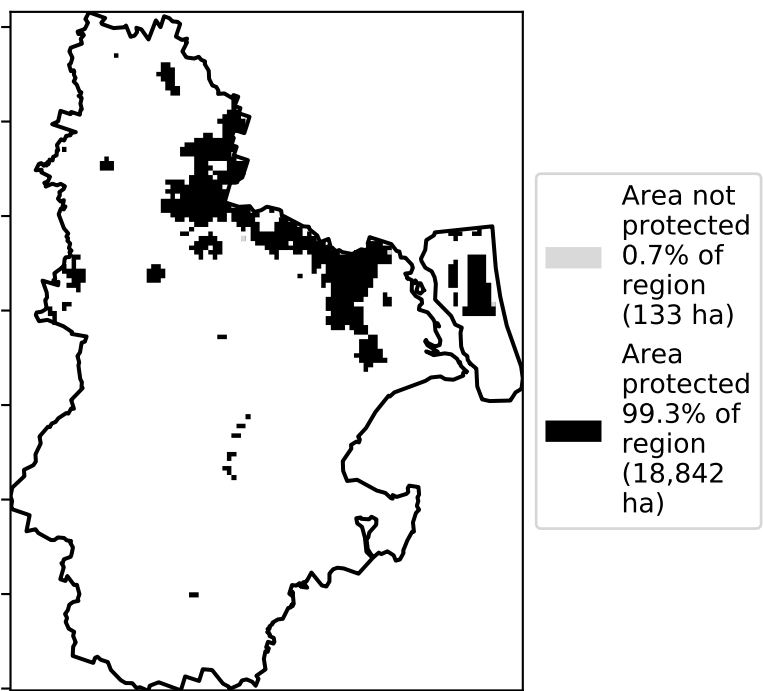 Area not
protected
0.7% of
region
(133 ha)
Area
protected
99.3% of
region
(18,842
ha)